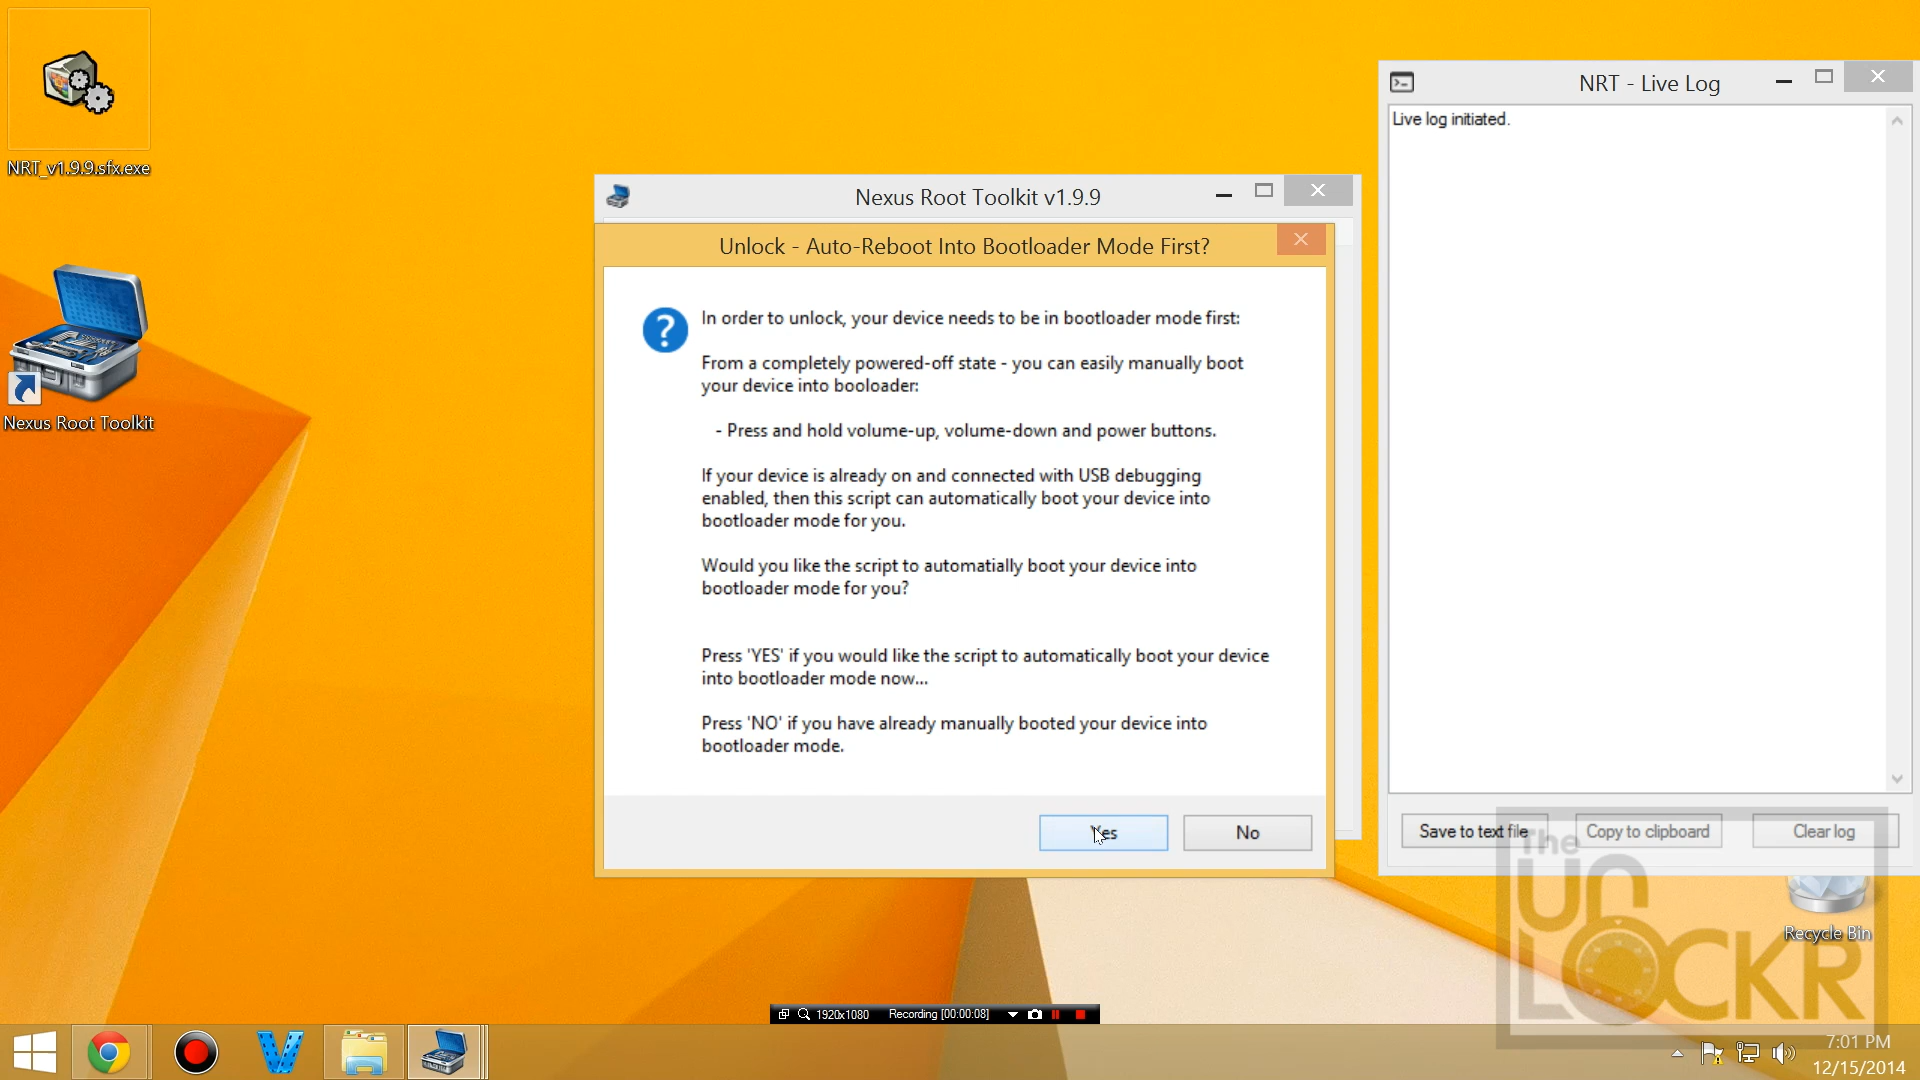 NRT_v1.9.9.sfx.exe
Nexus Root Toolkit
Nexus Root Toolkit v1.9.9
Unlock - Auto-Reboot Into Bootloader Mode First?
In order to unlock, your device needs to be in bootloader mode first:
From a completely powered-off state - you can easily manually boot
your device into booloader:
- Press and hold volume-up, volume-down and power buttons.
If your device is already on and connected with USB debugging
enabled, then this script can automatically boot your device into
bootloader mode for you.
Would you like the script to automatially boot your device into
bootloader mode for you?
Press 'YES' if you would like the script to automatically boot your device
into bootloader mode now...
Press 'NO' if you have already manually booted your device into
bootloader mode.
Yes
No
NRT - Live Log
Live log initiated.
Save to text file
Copy to clipboard
Clear log
The
UN
LOCKR
Recycle Bin
1920x1080 Recording [00:00:08]
7:01 PM
12/15/2014